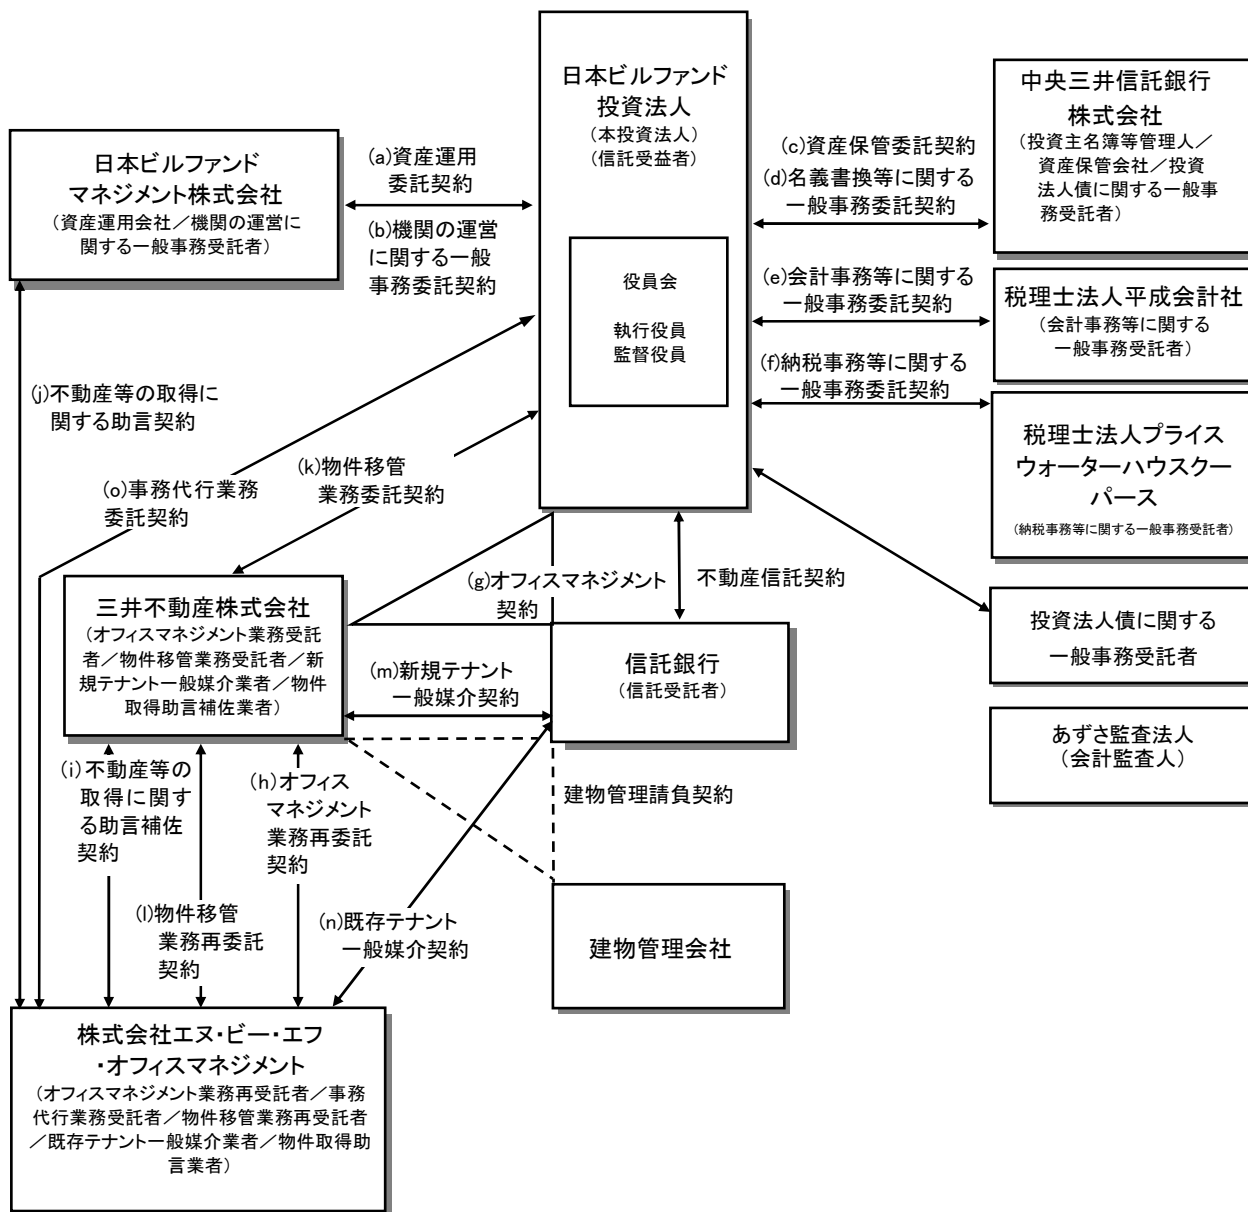 日本ビルファンド
投資法人
(本投資法人)
(信託受益者)
役員会
執行役員
監督役員
中央三井信託銀行
株式会社
(投資主名簿等管理人/
資産保管会社/投資
法人債に関する一般事
務受託者)
日本ビルファンド
マネジメント株式会社
(資産運用会社/機関の運営に
関する一般事務受託者)
(a)資産運用
委託契約
(b)機関の運営
に関する一般
事務委託契約
(c)資産保管委託契約
(d)名義書換等に関する
一般事務委託契約
(e)会計事務等に関する
一般事務委託契約
税理士法人平成会計社
(会計事務等に関する
一般事務受託者)
(f)納税事務等に関する
一般事務委託契約
税理士法人プライス
ウォーターハウスクー
パース
(納税事務等に関する一般事務受託者)
(j)不動産等の取得に
関する助言契約
(k)物件移管
業務委託契約
(o)事務代行業務
委託契約
(g)オフィスマネジメント
契約
不動産信託契約
三井不動産株式会社
(オフィスマネジメント業務受託
者/物件移管業務受託者/新
規テナント一般媒介業者/物件
取得助言補佐業者)
(m)新規テナント
一般媒介契約
信託銀行
(信託受託者)
投資法人債に関する
一般事務受託者
あずさ監査法人
(会計監査人)
(i)不動産等の
取得に関す
る助言補佐
契約
(h)オフィス
マネジメント
業務再委託
契約
建物管理請負契約
(l)物件移管
業務再委託
契約
(n)既存テナント
一般媒介契約
建物管理会社
株式会社エヌ・ビー・エフ
・オフィスマネジメント
(オフィスマネジメント業務再受託者/事務
代行業務受託者/物件移管業務再受託者
/既存テナント一般媒介業者/物件取得助
言業者)